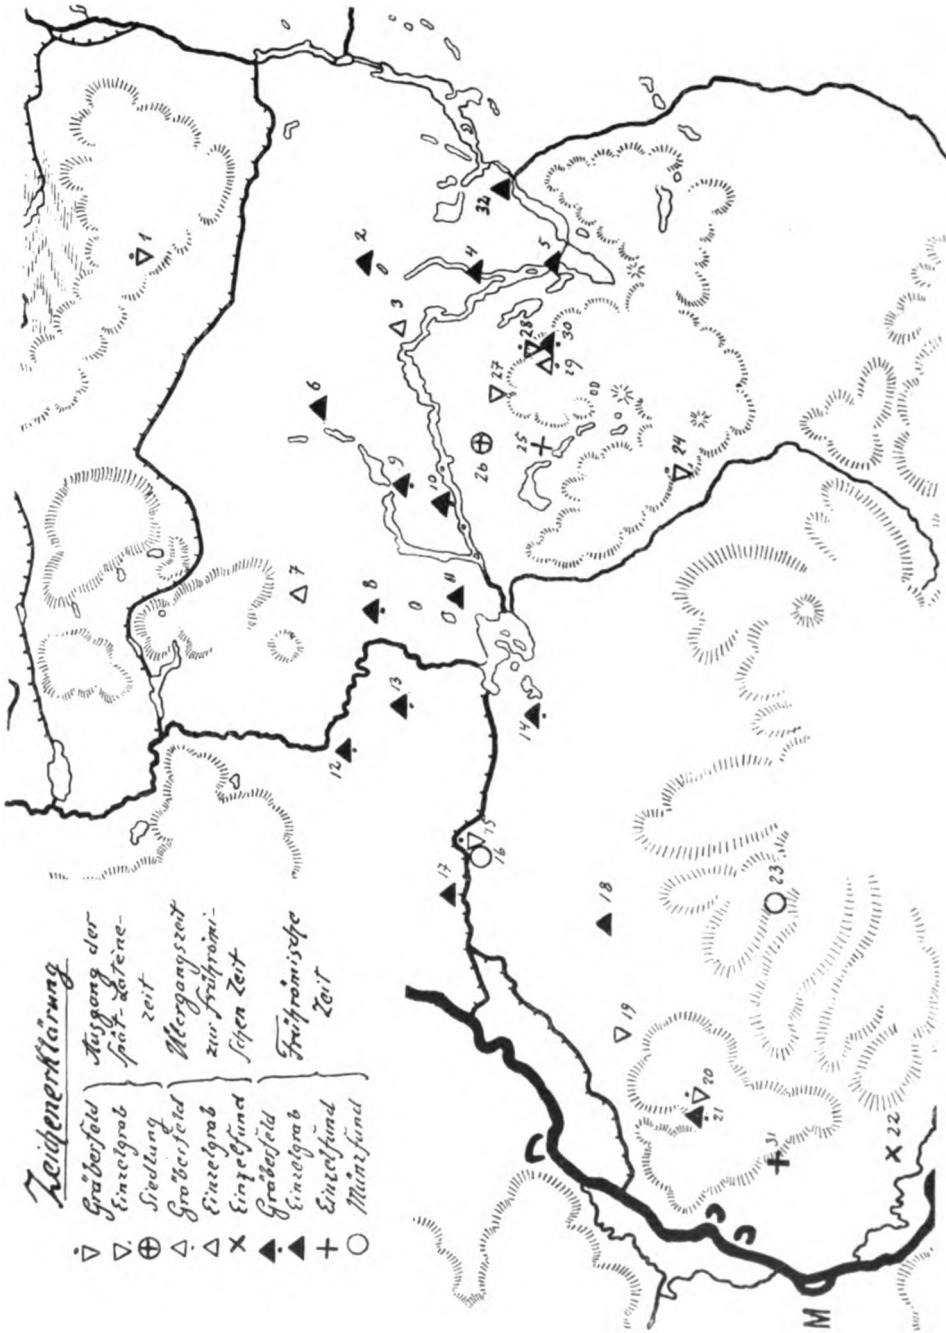 Zeichenerklärung
Gräberfeld
Einzelgrab
Siedlung
Ausgang der
spät-Latène-
zeit
Gräberfeld
Einzelgrab
Einzelfund
Übergangszeit
zur frührömi-
schen Zeit
Gräberfeld
Einzelgrab
Einzelfund
Frührömische
Zeit
Münzfund
1
2
3
4
5
6
7
8
9
10
11
12
13
14
15
16
17
18
19
20
21
22
23
24
25
26
27
28
29
30
31
32
M